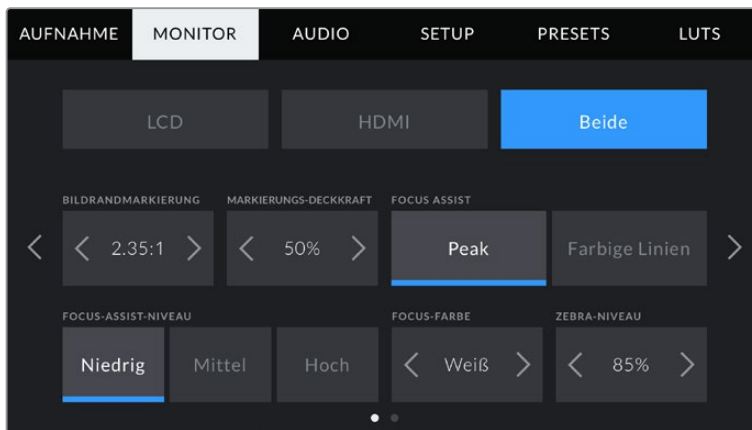 AUFNAHME MONITOR AUDIO SETUP PRESETS LUTS
LCD HDMI Beide
BILDRANDMARKIERUNG MARKIERUNGS-DECKKRAFT FOCUS ASSIST
2.35:1 50% Peak Farbige Linien
FOCUS-ASSIST-NIVEAU FOCUS-FARBE ZEBRA-NIVEAU
Niedrig Mittel Hoch Weiß 85%